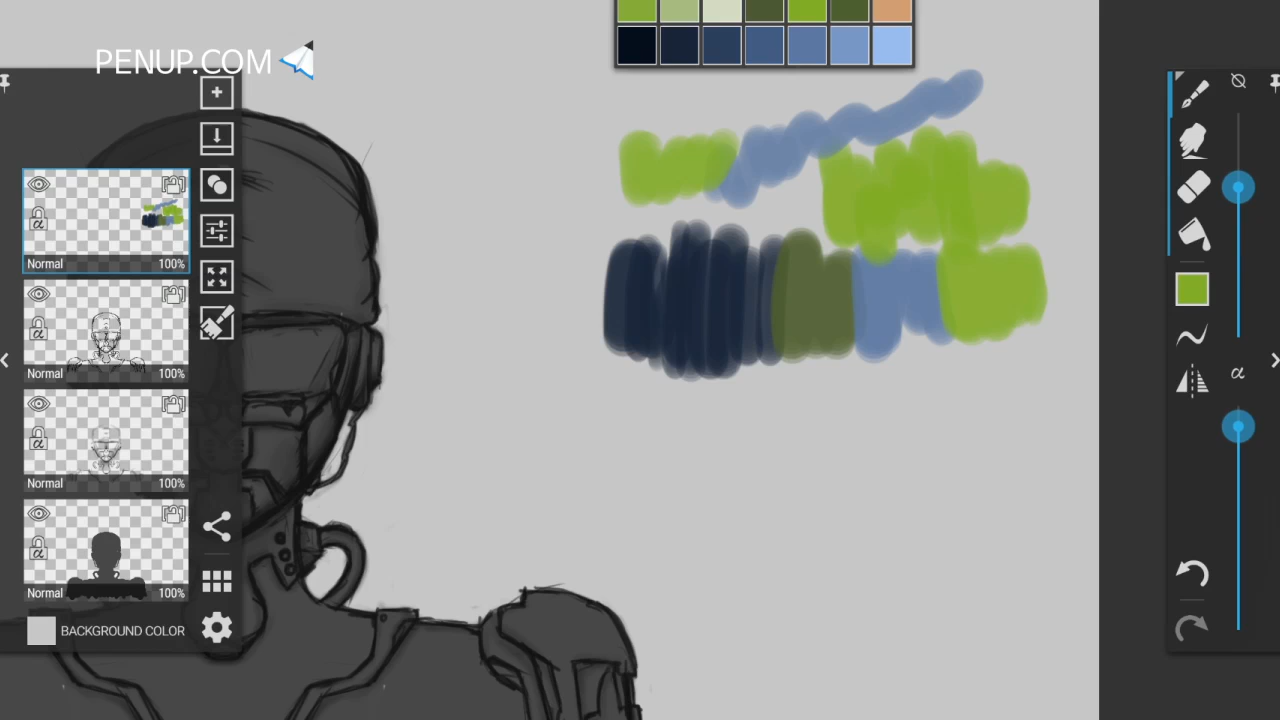 PENUP.COM
α
Normal 100%
α
Normal 100%
α
Normal 100%
α
Normal 100%
BACKGROUND COLOR
α